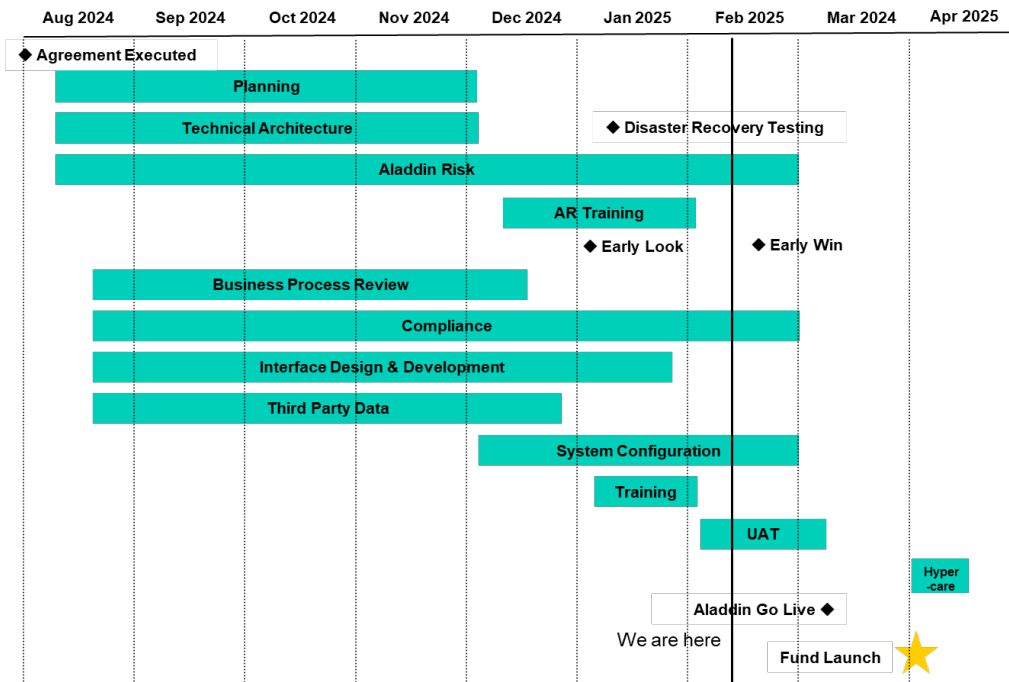 Aug 2024 Sep 2024 Oct 2024 Nov 2024 Dec 2024 Jan 2025 Feb 2025 Mar 2024 Apr 2025
Agreement Executed
Planning
Technical Architecture
Disaster Recovery Testing
Aladdin Risk
AR Training
Early Look
Early Win
Business Process Review
Compliance
Interface Design & Development
Third Party Data
System Configuration
Training
UAT
Hyper
-care
Aladdin Go Live
We are here
Fund Launch